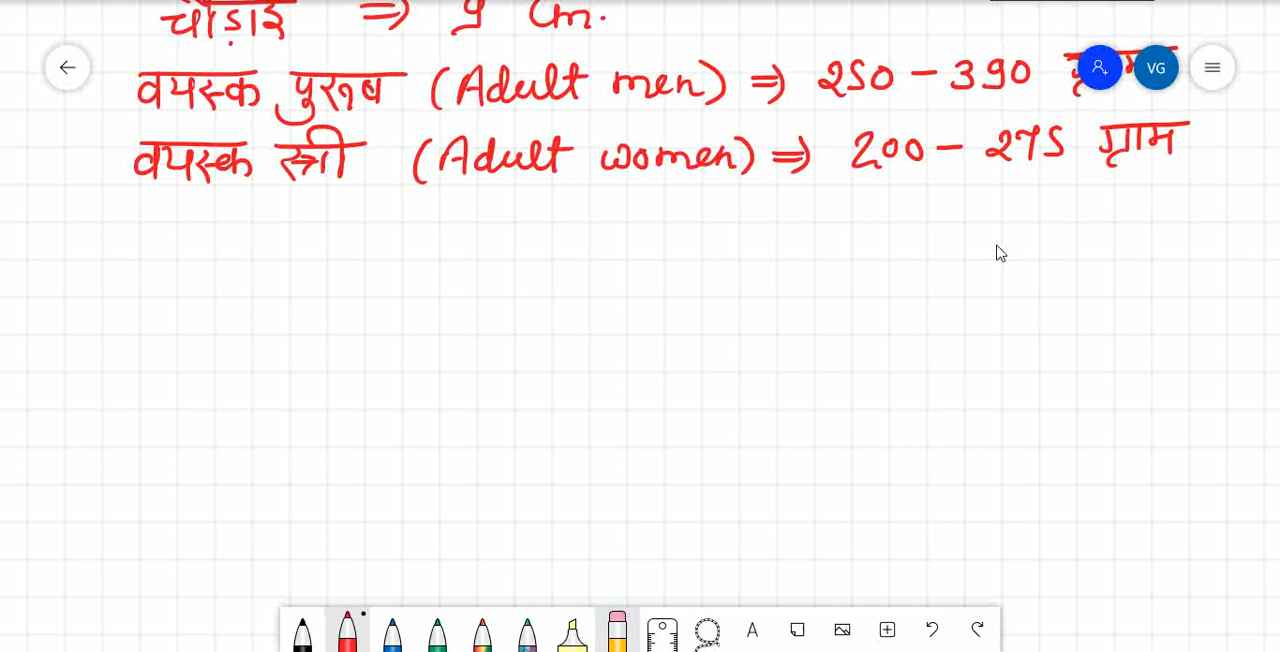 चौड़ाई ⇒ 9 Cm.
वयस्क पुरूष (Adult men) ⇒ 250 - 390
VG
वयस्क स्त्री (Adult women) ⇒ 200 - 275 ग्राम
A